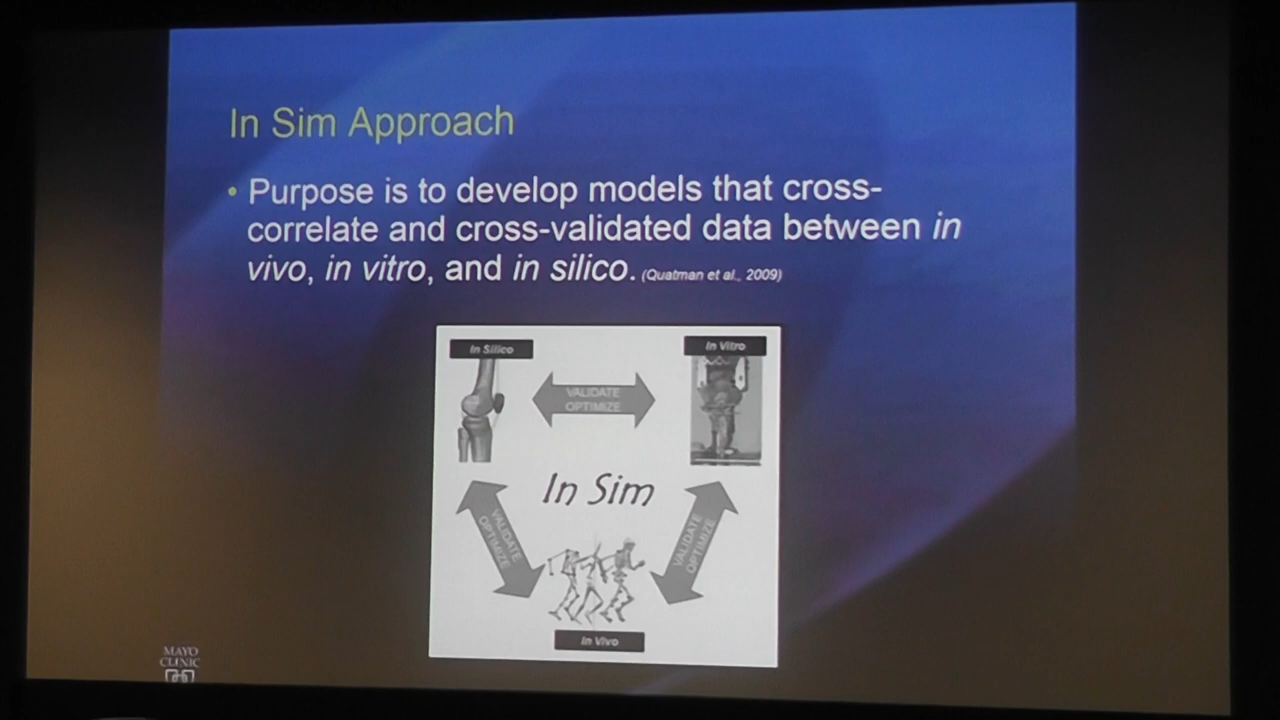 In Sim Approach
• Purpose is to develop models that cross-
correlate and cross-validated data between in
vivo, in vitro, and in silico. (Quatman et al., 2009)
In Silico
In Vitro
VALIDATE
OPTIMIZE
In Sim
VALIDATE
OPTIMIZE
VALIDATE
OPTIMIZE
In Vivo
MAYO
CLINIC